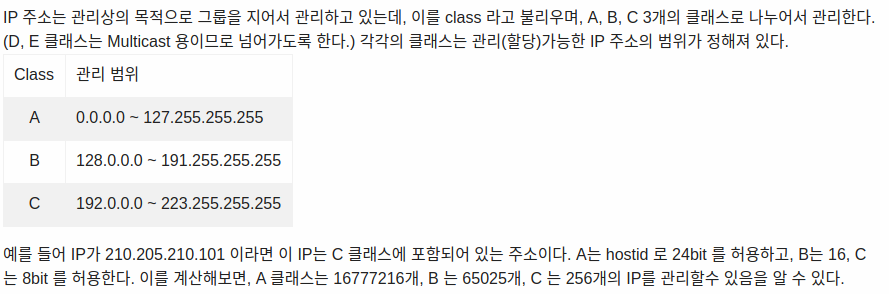 IP 주소는 관리상의 목적으로 그룹을 지어서 관리하고 있는데, 이를 class 라고 불리우며, A, B, C 3개의 클래스로 나누어서 관리한다.
(D, E 클래스는 Multicast 용이므로 넘어가도록 한다.) 각각의 클래스는 관리(할당)가능한 IP 주소의 범위가 정해져 있다.
Class 관리 범위
A 0.0.0.0 ~ 127.255.255.255
B 128.0.0.0 ~ 191.255.255.255
C 192.0.0.0 ~ 223.255.255.255
예를 들어 IP가 210.205.210.101 이라면 이 IP는 C 클래스에 포함되어 있는 주소이다. A는 hostid 로 24bit 를 허용하고, B는 16, C
는 8bit 를 허용한다. 이를 계산해보면, A 클래스는 16777216개, B 는 65025개, C 는 256개의 IP를 관리할수 있음을 알 수 있다.